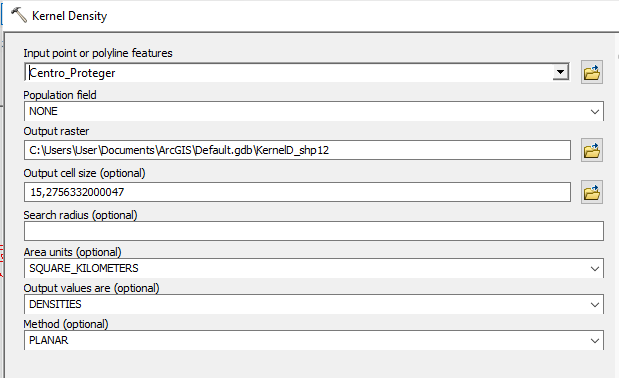 Kernel Density
Input point or polyline features
Centro_Proteger
Population field
NONE
Output raster
C:\Users\User\Documents\ArcGIS\Default.gdb\KernelD_shp12
Output cell size (optional)
15,2756332000047
Search radius (optional)
Area units (optional)
SQUARE_KILOMETERS
Output values are (optional)
DENSITIES
Method (optional)
PLANAR